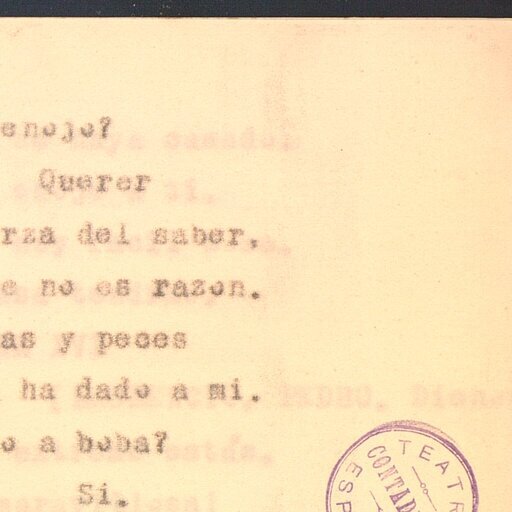 enojo?
Querer
rza del saber,
e no es razon.
as y peces
ha dado a mi.
o a boba?
Si.
TEATR
ESP
CONTAD